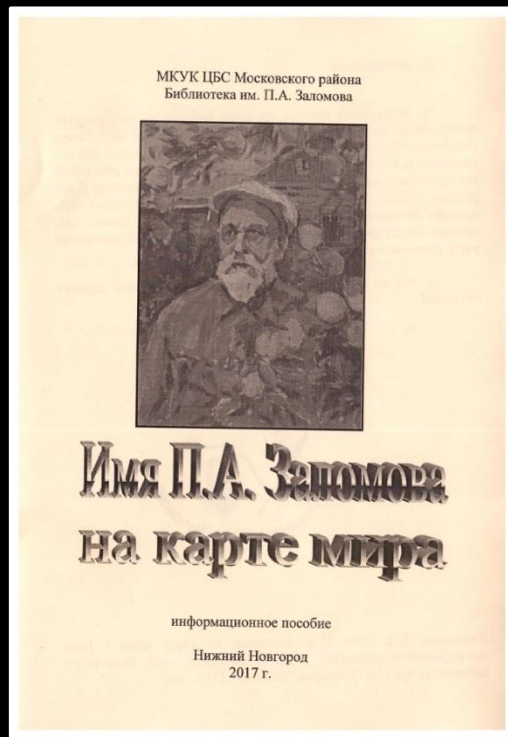 МКУК ЦБС Московского района
Библиотека им. П.А. Заломова
Имя П.А. Заломова
на карте мира
информационное пособие
Нижний Новгород
2017 г.